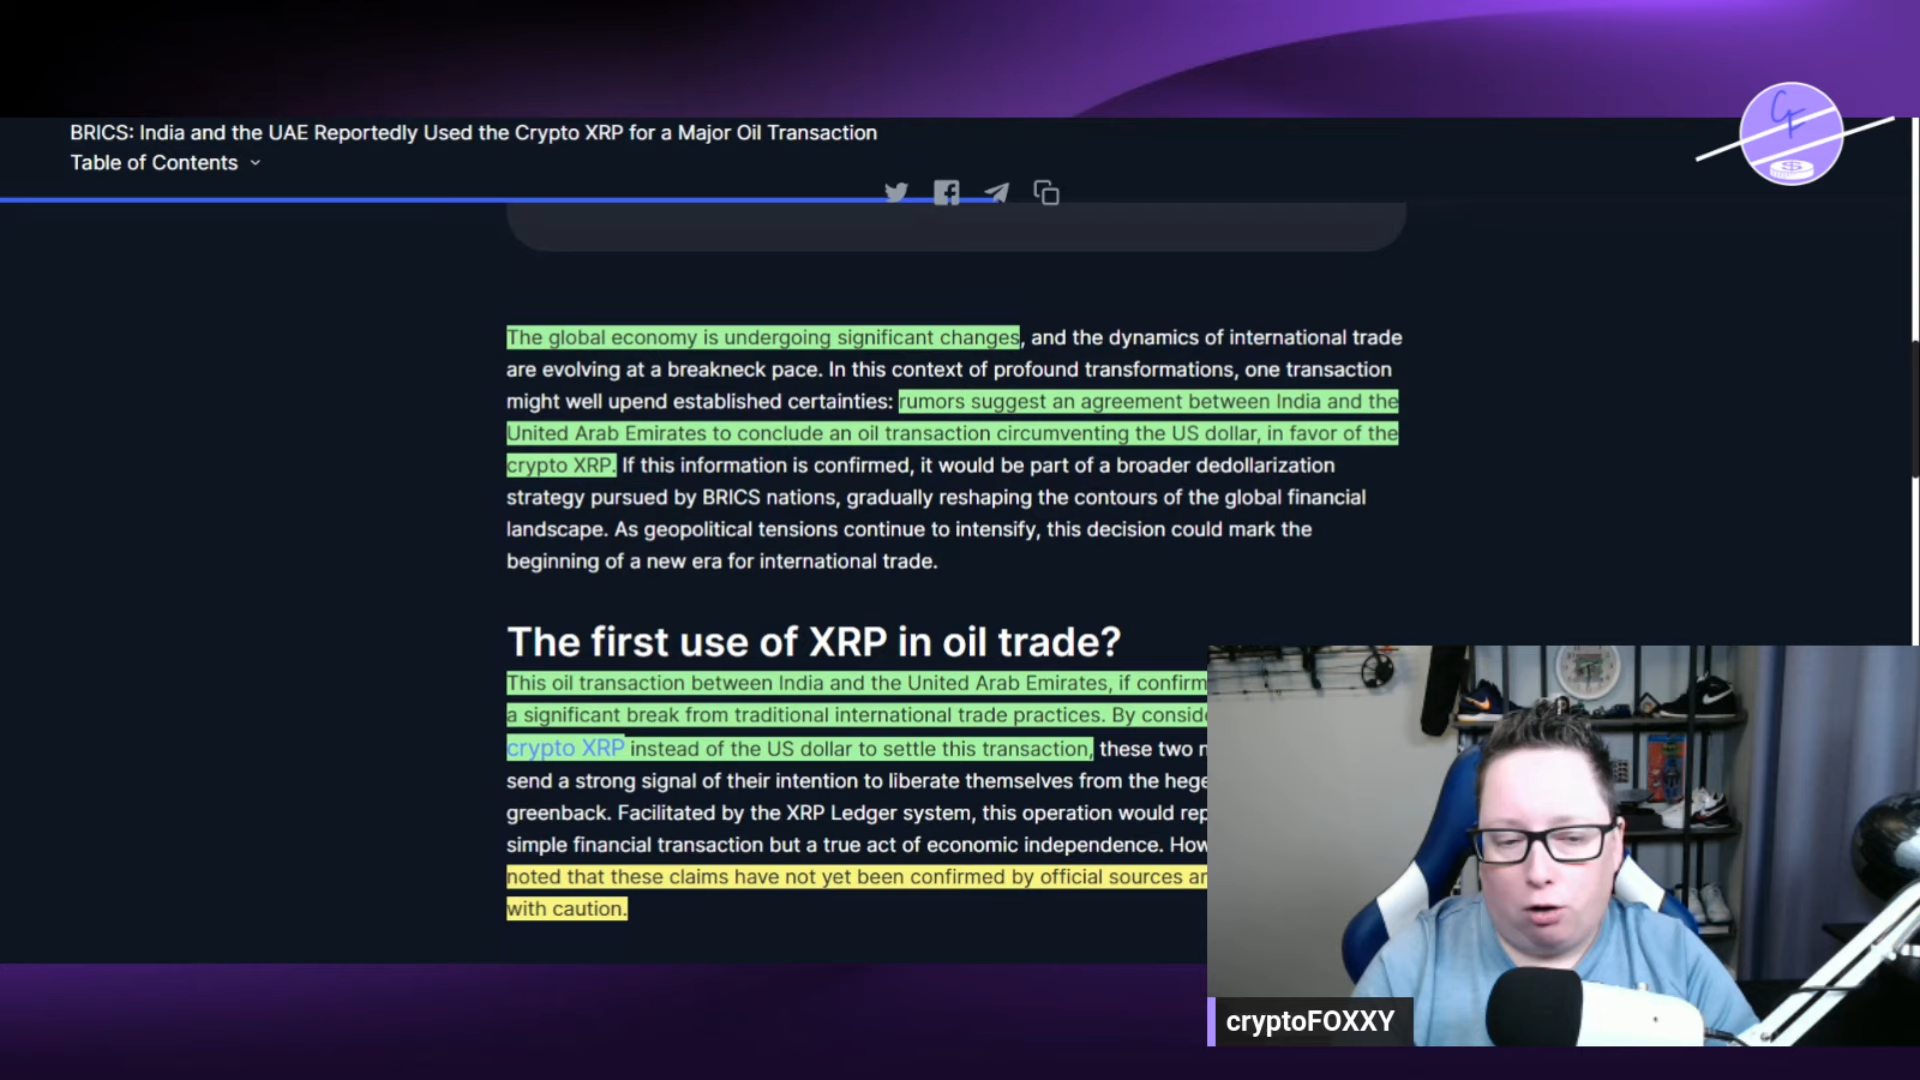 BRICS: India and the UAE Reportedly Used the Crypto XRP for a Major Oil Transaction
Table of Contents
CF
The global economy is undergoing significant changes, and the dynamics of international trade
are evolving at a breakneck pace. In this context of profound transformations, one transaction
might well upend established certainties: rumors suggest an agreement between India and the
United Arab Emirates to conclude an oil transaction circumventing the US dollar, in favor of the
crypto XRP. If this information is confirmed, it would be part of a broader dedollarization
strategy pursued by BRICS nations, gradually reshaping the contours of the global financial
landscape. As geopolitical tensions continue to intensify, this decision could mark the
beginning of a new era for international trade.
The first use of XRP in oil trade?
This oil transaction between India and the United Arab Emirates, if confirm
a significant break from traditional international trade practices. By consid
crypto XRP instead of the US dollar to settle this transaction, these two
send a strong signal of their intention to liberate themselves from the hege
greenback. Facilitated by the XRP Ledger system, this operation would rep
simple financial transaction but a true act of economic independence. How
noted that these claims have not yet been confirmed by official sources
with caution.
cryptoFOXXY